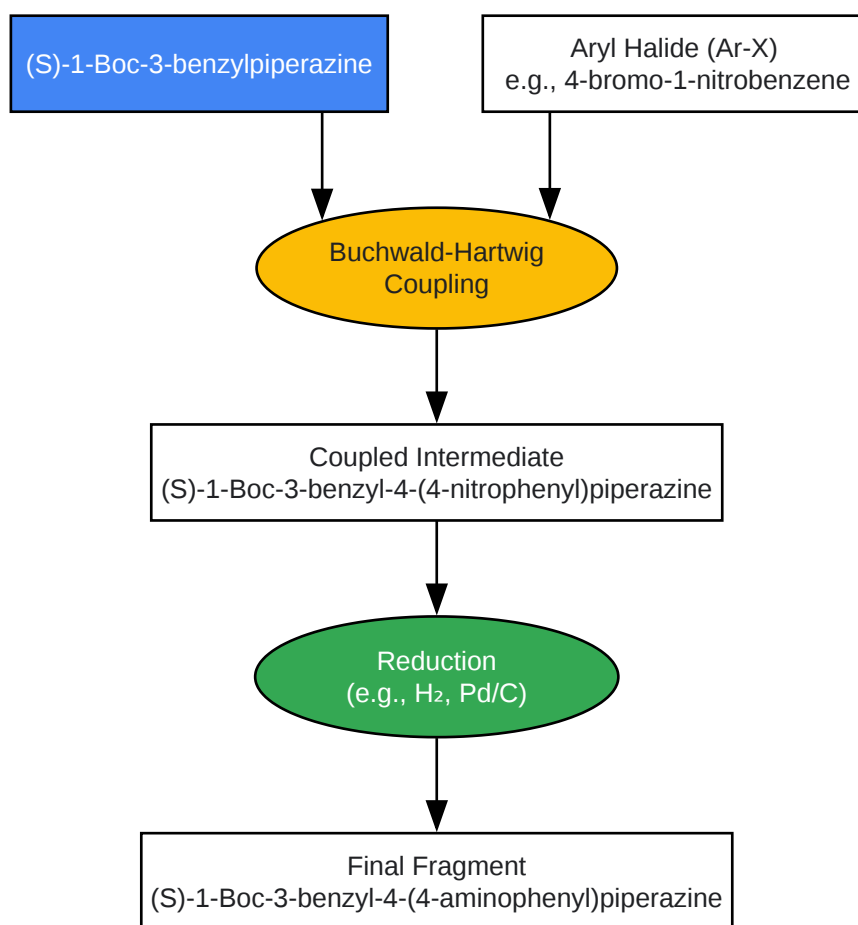 (S)-1-Boc-3-benzylpiperazine
Aryl Halide (Ar-X)
e.g., 4-bromo-1-nitrobenzene
Buchwald-Hartwig
Coupling
Coupled Intermediate
(S)-1-Boc-3-benzyl-4-(4-nitrophenyl)piperazine
Reduction
(e.g., H₂, Pd/C)
Final Fragment
(S)-1-Boc-3-benzyl-4-(4-aminophenyl)piperazine